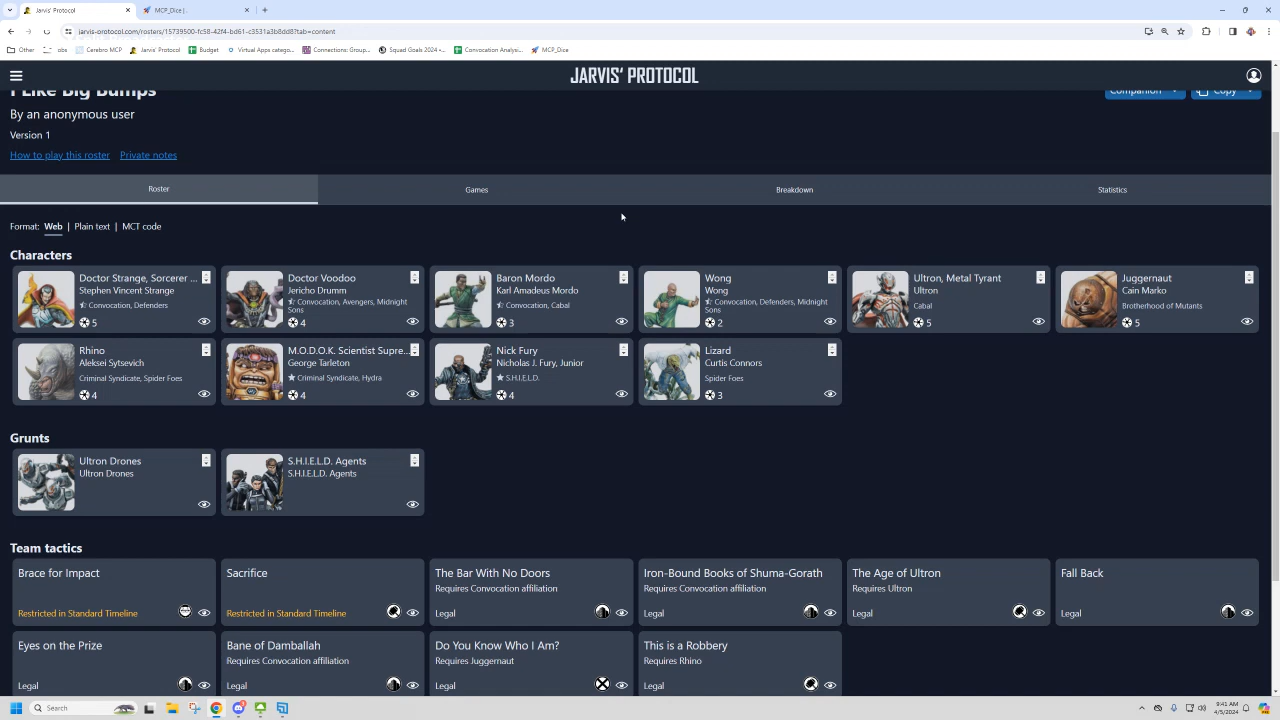 Jarvis' Protocol
MCP_Dice |
jarvis-protocol.com/rosters/15739500-fc58-42f4-bd61-c3531a3b8dd8?tab=content
Other
obs
Cerebro MCP
Jarvis' Protocol
Budget
Virtual Apps catego...
Connections: Group...
Squad Goals 2024 •...
Convocation Analysi...
MCP_Dice
JARVIS' PROTOCOL
I Like Big Bumps
Companion
Copy
By an anonymous user
Version 1
How to play this roster
Private notes
Roster
Games
Breakdown
Statistics
Format: Web | Plain text | MCT code
Characters
Doctor Strange, Sorcerer ...
Stephen Vincent Strange
Convocation, Defenders
5
Doctor Voodoo
Jericho Drumm
Convocation, Avengers, Midnight
Sons
4
Baron Mordo
Karl Amadeus Mordo
Convocation, Cabal
3
Wong
Wong
Convocation, Defenders, Midnight
Sons
2
Ultron, Metal Tyrant
Ultron
Cabal
5
Juggernaut
Cain Marko
Brotherhood of Mutants
5
Rhino
Aleksei Sytsevich
Criminal Syndicate, Spider Foes
4
M.O.D.O.K. Scientist Supre...
George Tarleton
Criminal Syndicate, Hydra
4
Nick Fury
Nicholas J. Fury, Junior
S.H.I.E.L.D.
4
Lizard
Curtis Connors
Spider Foes
3
Grunts
Ultron Drones
Ultron Drones
S.H.I.E.L.D. Agents
S.H.I.E.L.D. Agents
Team tactics
Brace for Impact
Restricted in Standard Timeline
Sacrifice
Restricted in Standard Timeline
The Bar With No Doors
Requires Convocation affiliation
Legal
Iron-Bound Books of Shuma-Gorath
Requires Convocation affiliation
Legal
The Age of Ultron
Requires Ultron
Legal
Fall Back
Legal
Eyes on the Prize
Legal
Bane of Damballah
Requires Convocation affiliation
Legal
Do You Know Who I Am?
Requires Juggernaut
Legal
This is a Robbery
Requires Rhino
Legal
Search
9:41 AM
4/5/2024